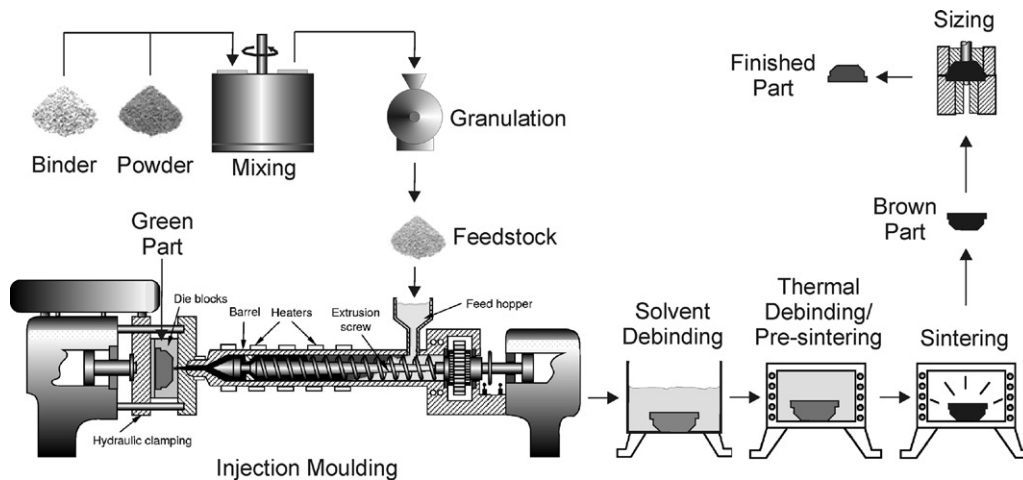 Binder
Powder
Mixing
Granulation
Feedstock
Green
Part
Die blocks
Barrel
Heaters
Extrusion
screw
Feed hopper
Hydraulic clamping
Injection Moulding
Solvent
Debinding
Thermal
Debinding/
Pre-sintering
Sintering
Brown
Part
Sizing
Finished
Part